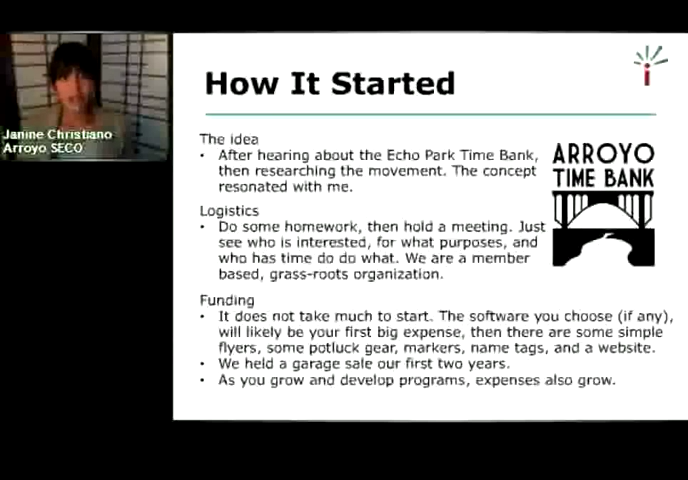 How It Started
Janine Christiano
Arroyo SECO
The idea
• After hearing about the Echo Park Time Bank,
then researching the movement. The concept
resonated with me.
ARROYO
TIME BANK
Logistics
• Do some homework, then hold a meeting. Just
see who is interested, for what purposes, and
who has time do do what. We are a member
based, grass-roots organization.
Funding
• It does not take much to start. The software you choose (if any),
will likely be your first big expense, then there are some simple
flyers, some potluck gear, markers, name tags, and a website.
• We held a garage sale our first two years.
• As you grow and develop programs, expenses also grow.